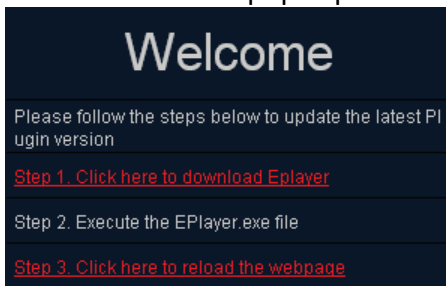 Welcome
Please follow the steps below to update the latest Pl
ugin version
Step 1. Click here to download Eplayer
Step 2. Execute the EPlayer.exe file
Step 3. Click here to reload the webpage